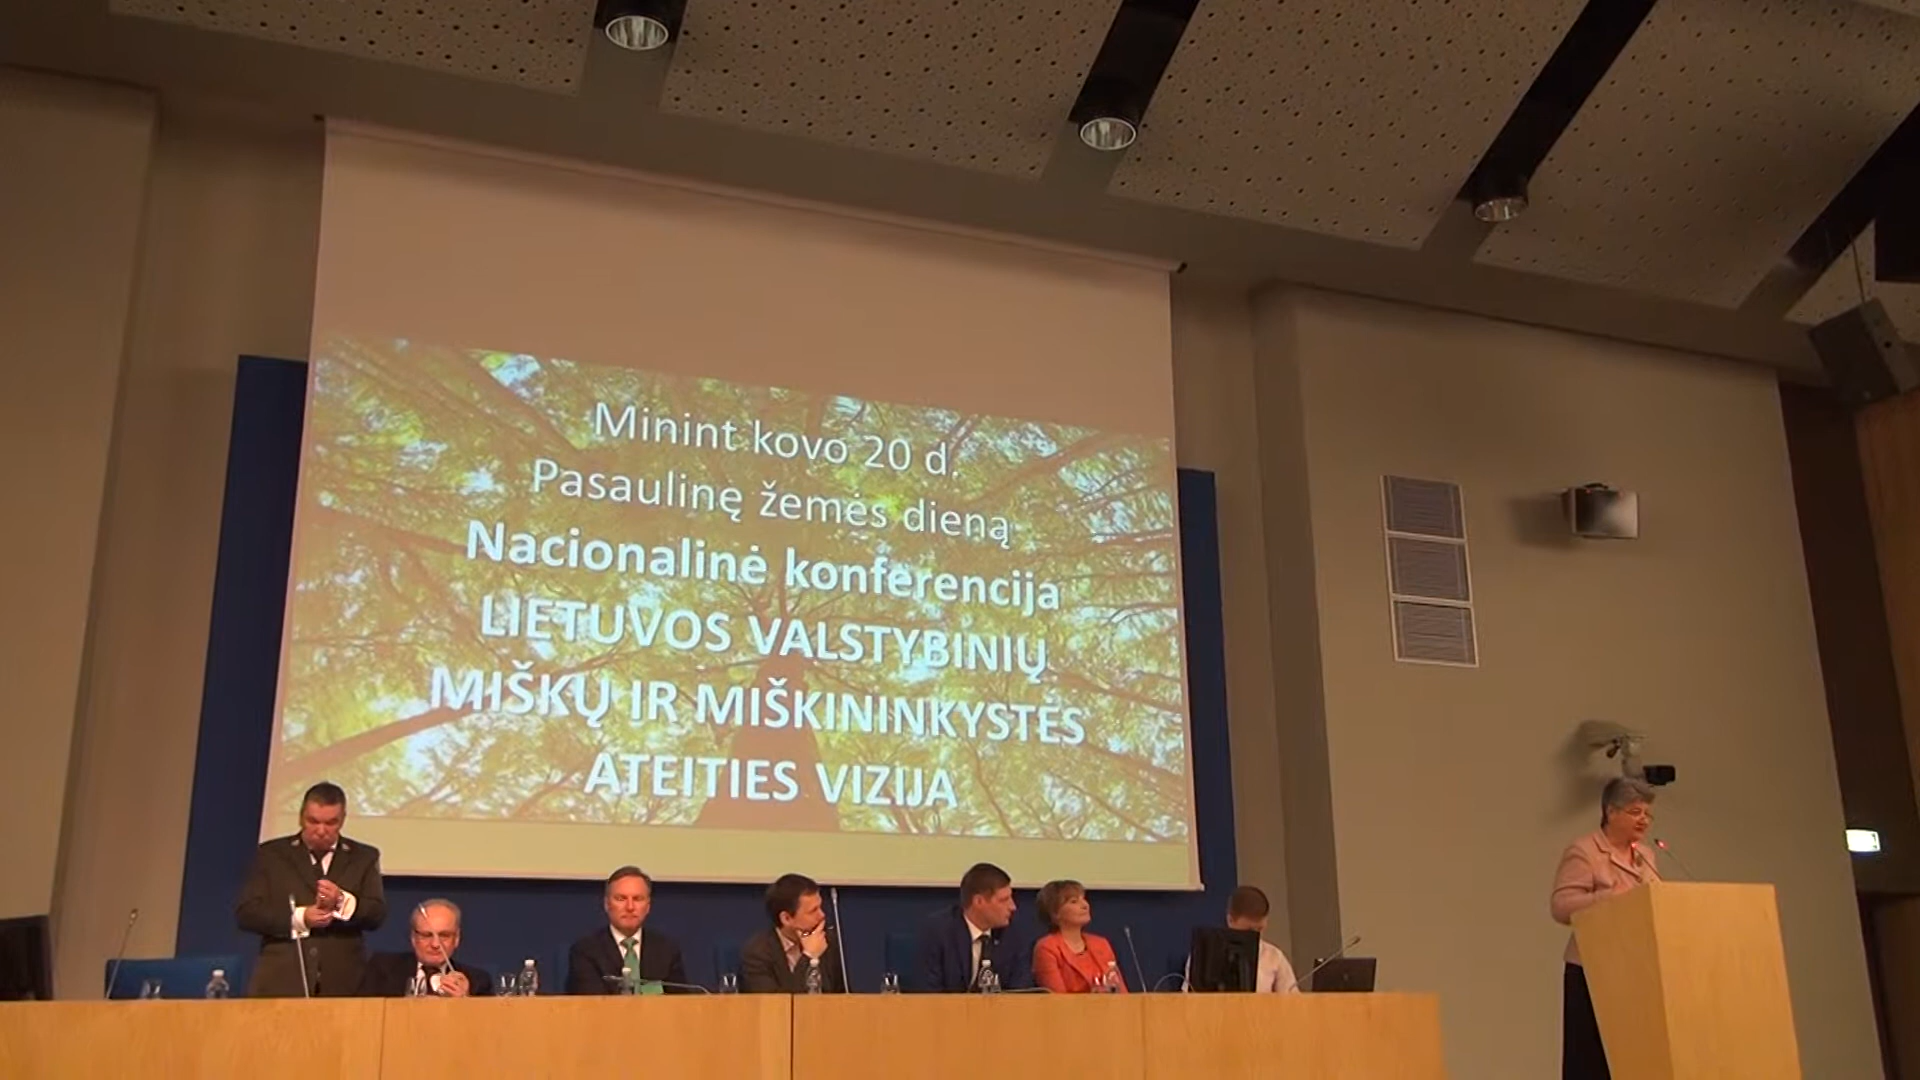 Minint kovo 20 d.
Pasaulinę žemės dieną
Nacionalinė konferencija
LIETUVOS VALSTYBINIŲ
MIŠKŲ IR MIŠKININKYSTĖS
ATEITIES VIZIJA